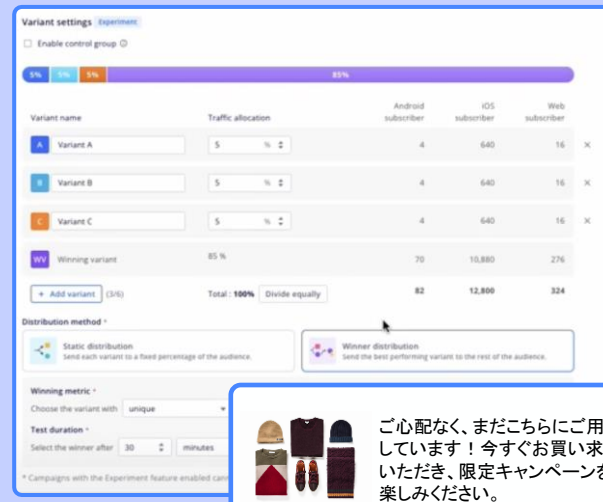 Variant settings Experiment
Enable control group
5% 5% 5% 85%
Variant name Traffic allocation Android subscriber iOS subscriber Web subscriber
A Variant A 5 % 4 640 16 ×
B Variant B 5 % 4 640 16 ×
C Variant C 5 % 4 640 16 ×
WV Winning variant 85 % 70 10,880 276
+ Add variant (3/6) Total : 100% Divide equally 82 12,800 324
Distribution method *
Static distribution
Send each variant to a fixed percentage of the audience.
Winner distribution
Send the best performing variant to the rest of the audience.
Winning metric *
Choose the variant with unique
Test duration *
Select the winner after 30 minutes
* Campaigns with the Experiment feature enabled
ご心配なく、まだこちらにご用
しています！今すぐお買い求
いただき、限定キャンペーンを
楽しみください。